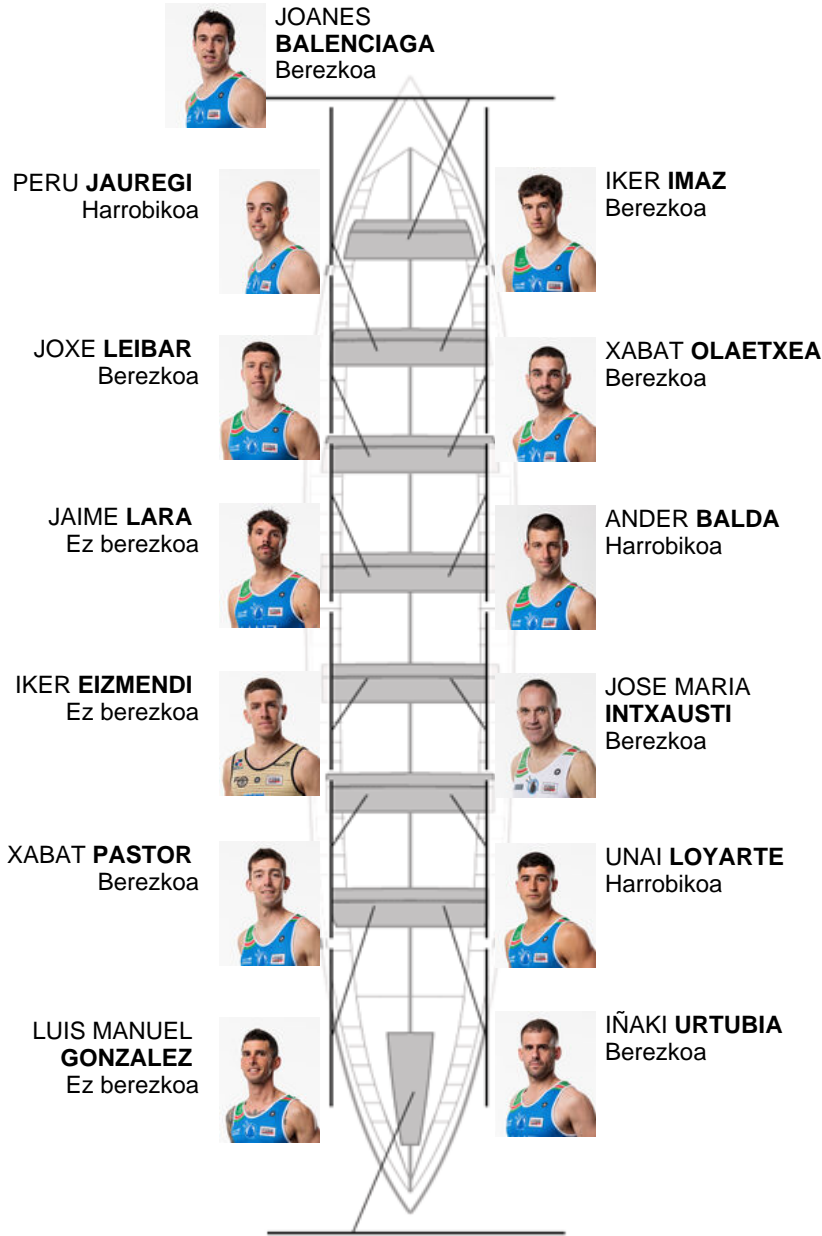 JOANES
BALENCIAGA
Berezkoa
PERU JAUREGI
Harrobikoa
IKER IMAZ
Berezkoa
JOXE LEIBAR
Berezkoa
XABAT OLAETXEA
Berezkoa
JAIME LARA
Ez berezkoa
ANDER BALDA
Harrobikoa
IKER EIZMENDI
Ez berezkoa
JOSE MARIA
INTXAUSTI
Berezkoa
XABAT PASTOR
Berezkoa
UNAI LOYARTE
Harrobikoa
LUIS MANUEL
GONZALEZ
Ez berezkoa
IÑAKI URTUBIA
Berezkoa